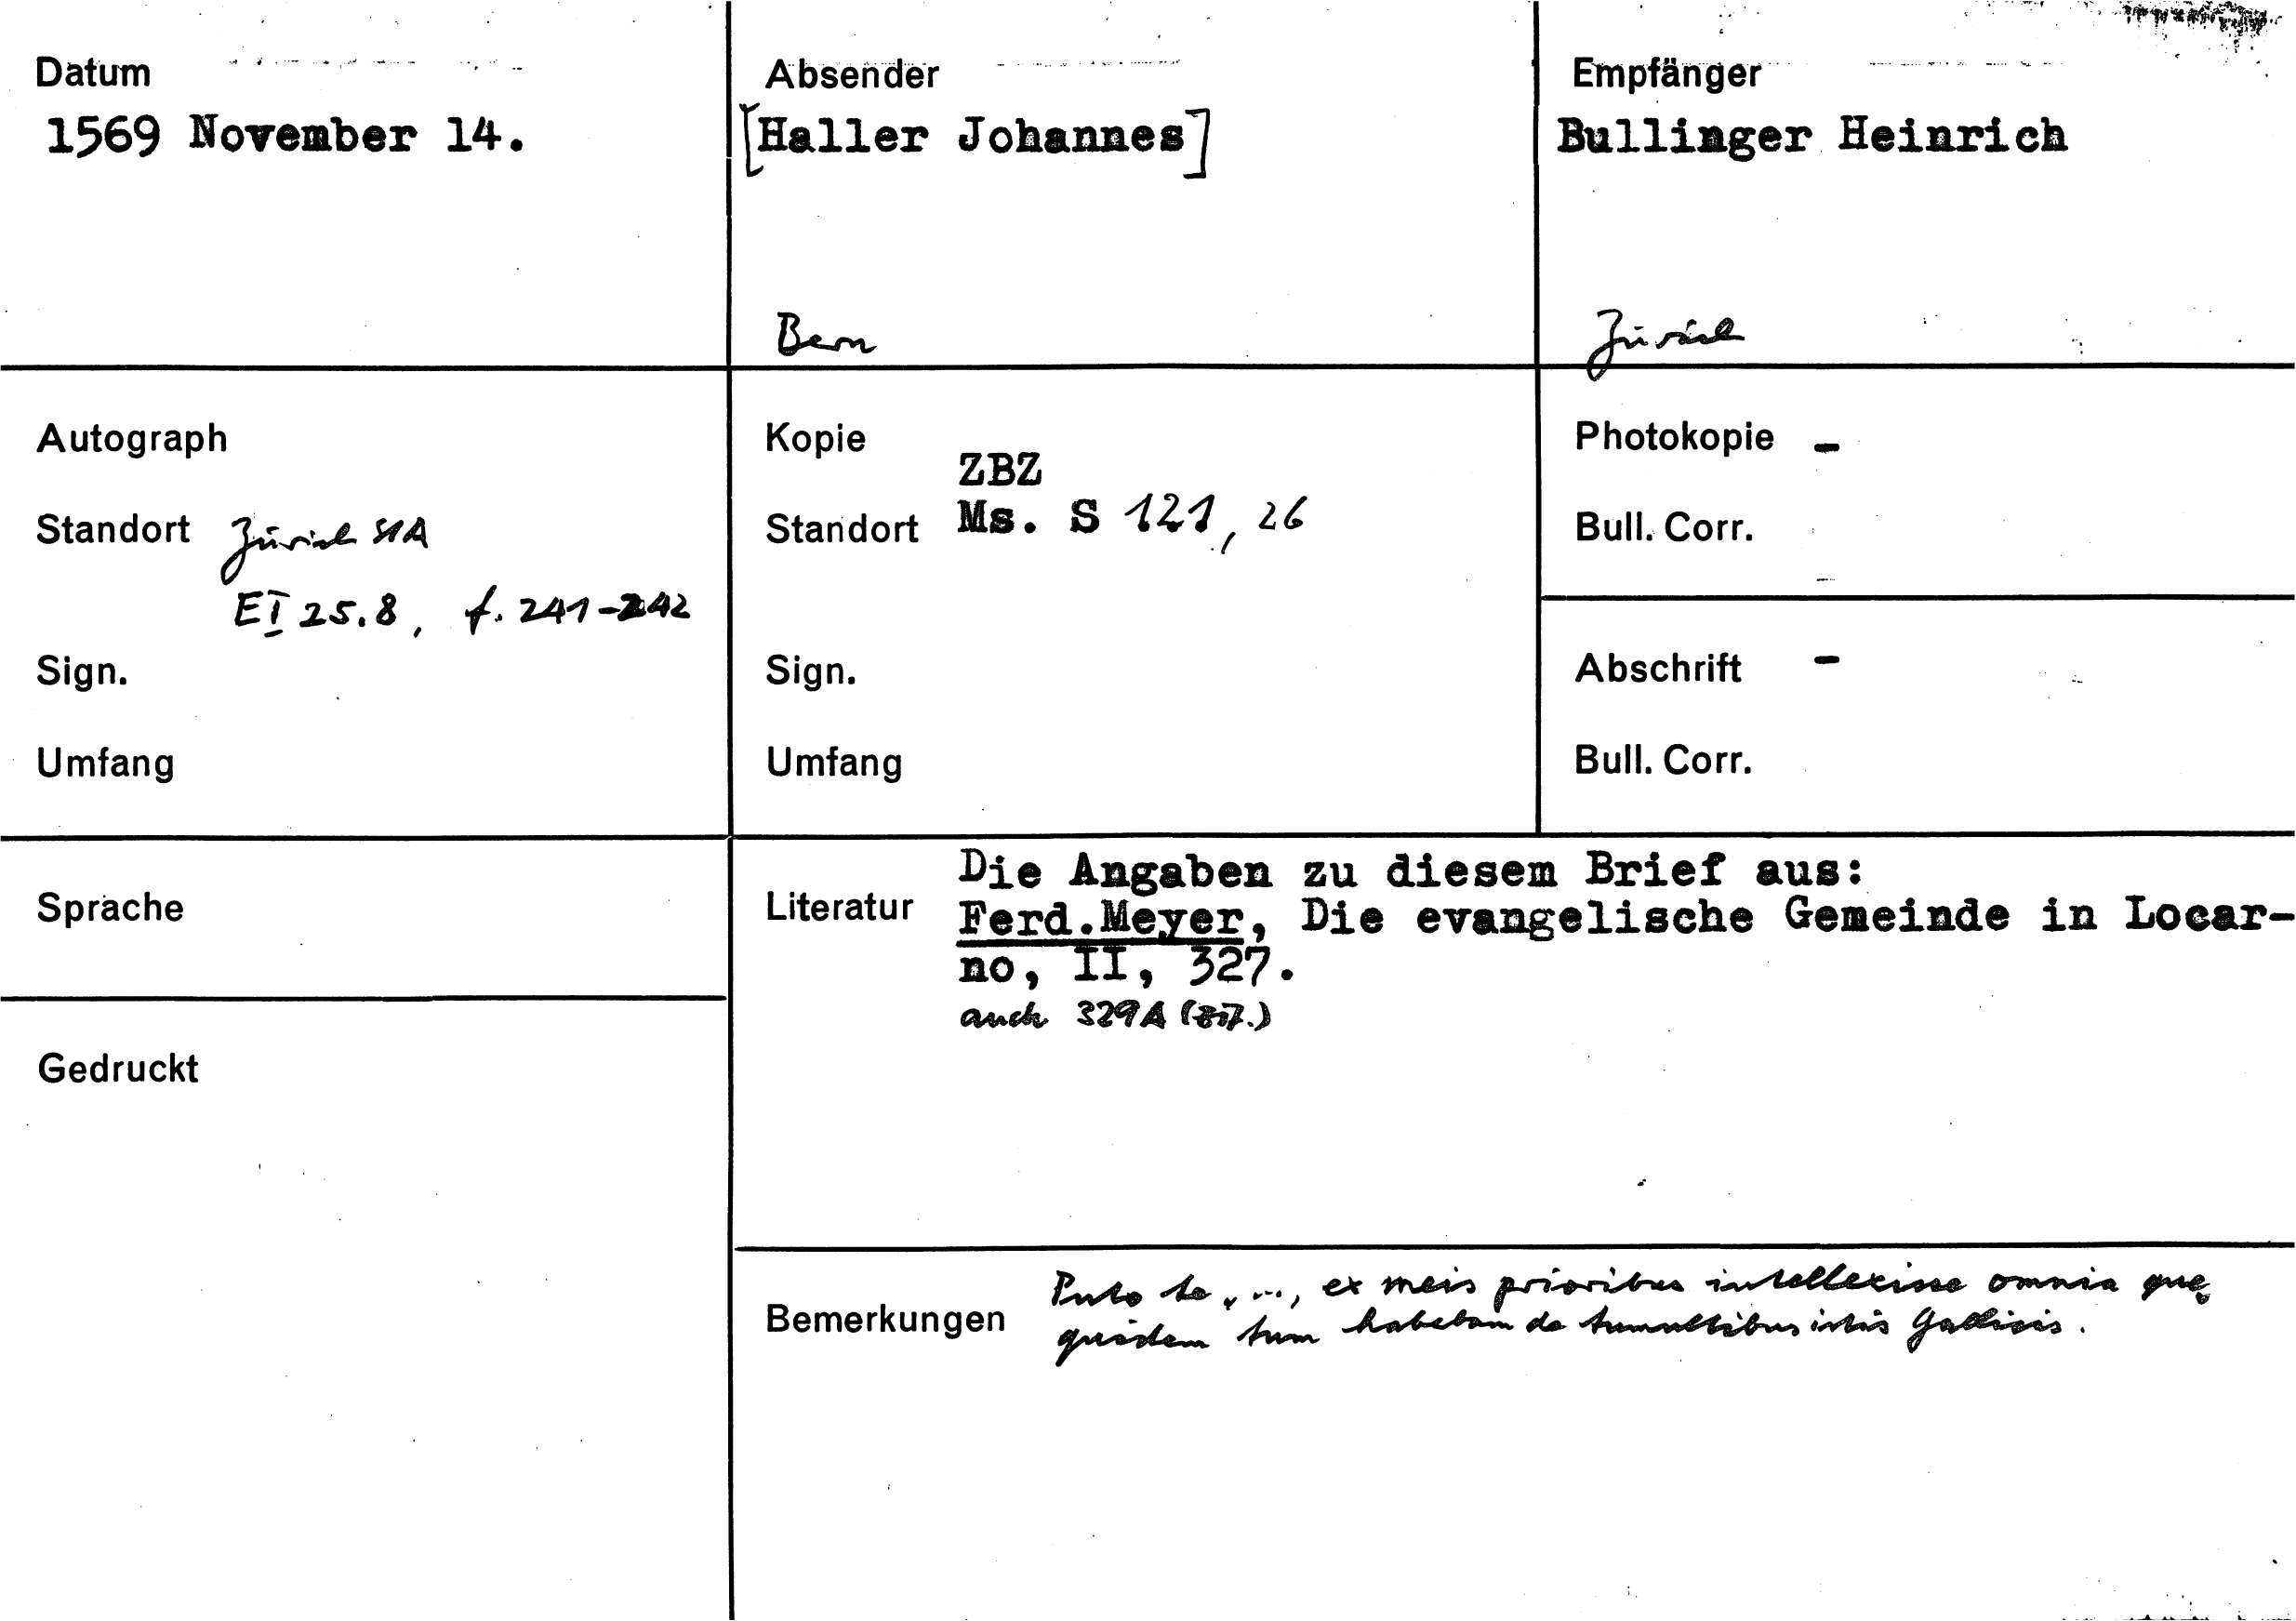 Datum
1569 November 14.
Absender
[Haller Johannes]
Bern
Empfänger
Bullinger Heinrich
Zürich
Autograph
Standort Zürich StA
E I 25.8, f. 241-242
Sign.
Umfang
Kopie
ZBZ
Standort Ms. S 121, 26
Sign.
Umfang
Photokopie -
Bull. Corr.
Abschrift -
Bull. Corr.
Sprache
Gedruckt
Literatur
Die Angaben zu diesem Brief aus:
Ferd.Meyer, Die evangelische Gemeinde in Locar-
no, II, 327.
auch 329A
Bemerkungen
Puto te, ..., ex meis prioribus intellexisse omnia quę
quidem tum habebam de tumultibus istis Gallicis.